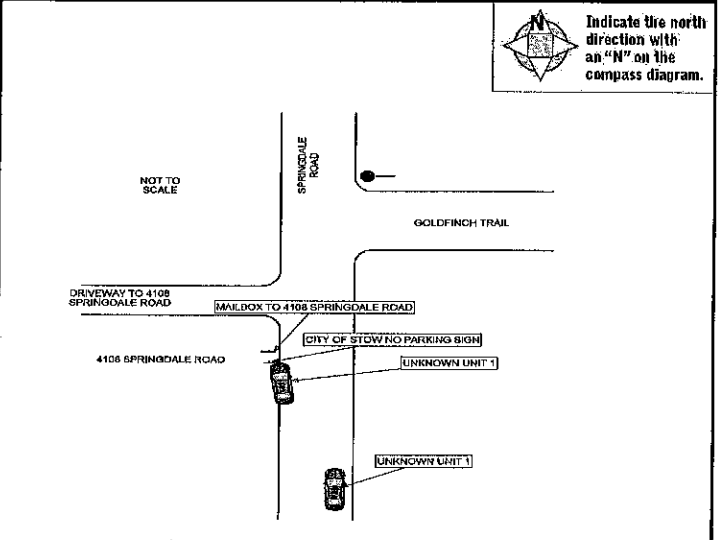 N
Indicate the north
direction with
an "N" on the
compass diagram.
SPRINGDALE
ROAD
NOT TO
SCALE
GOLDFINCH TRAIL
DRIVEWAY TO 4108
SPRINGDALE ROAD
MAILBOX TO 4108 SPRINGDALE ROAD
CITY OF STOW NO PARKING SIGN
4108 SPRINGDALE ROAD
UNKNOWN UNIT 1
UNKNOWN UNIT 1